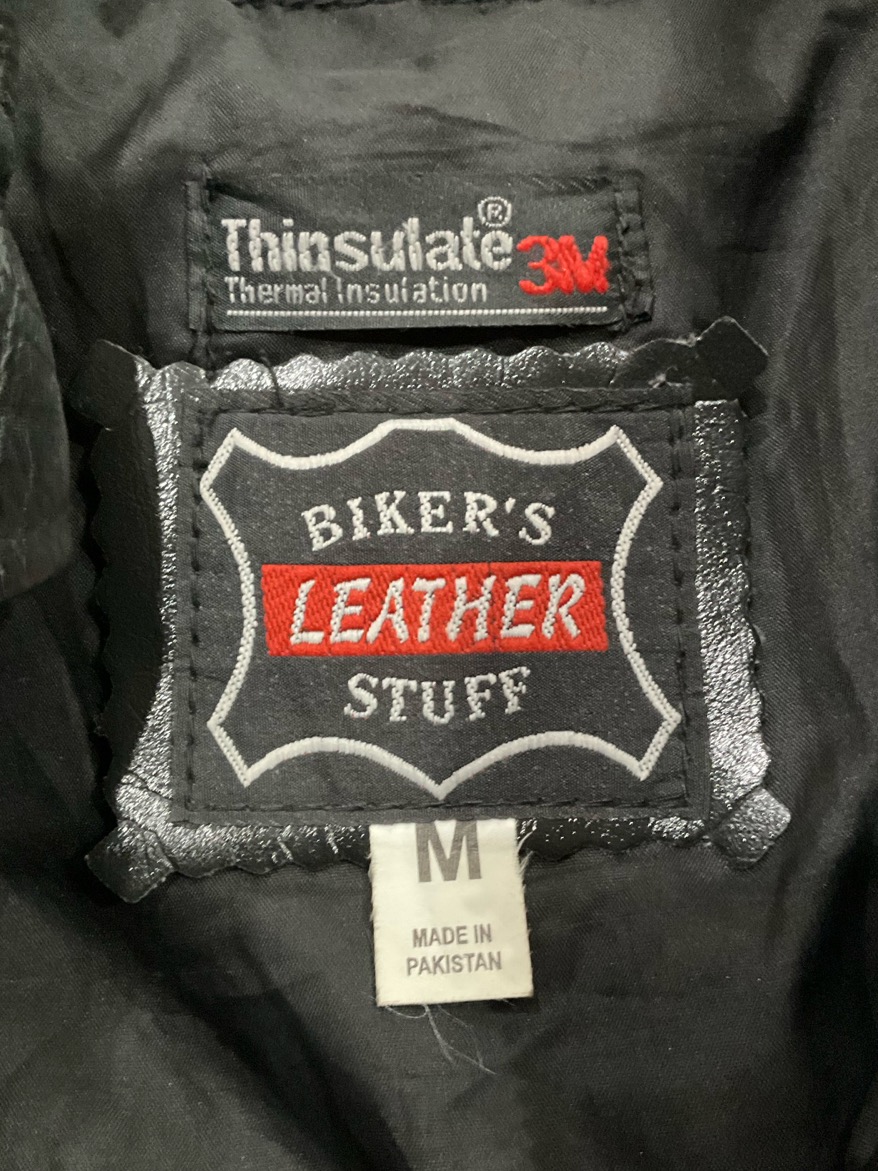 Thinsulate® 3M
Thermal Insulation
BIKER'S
LEATHER
STUFF
M
MADE IN
PAKISTAN